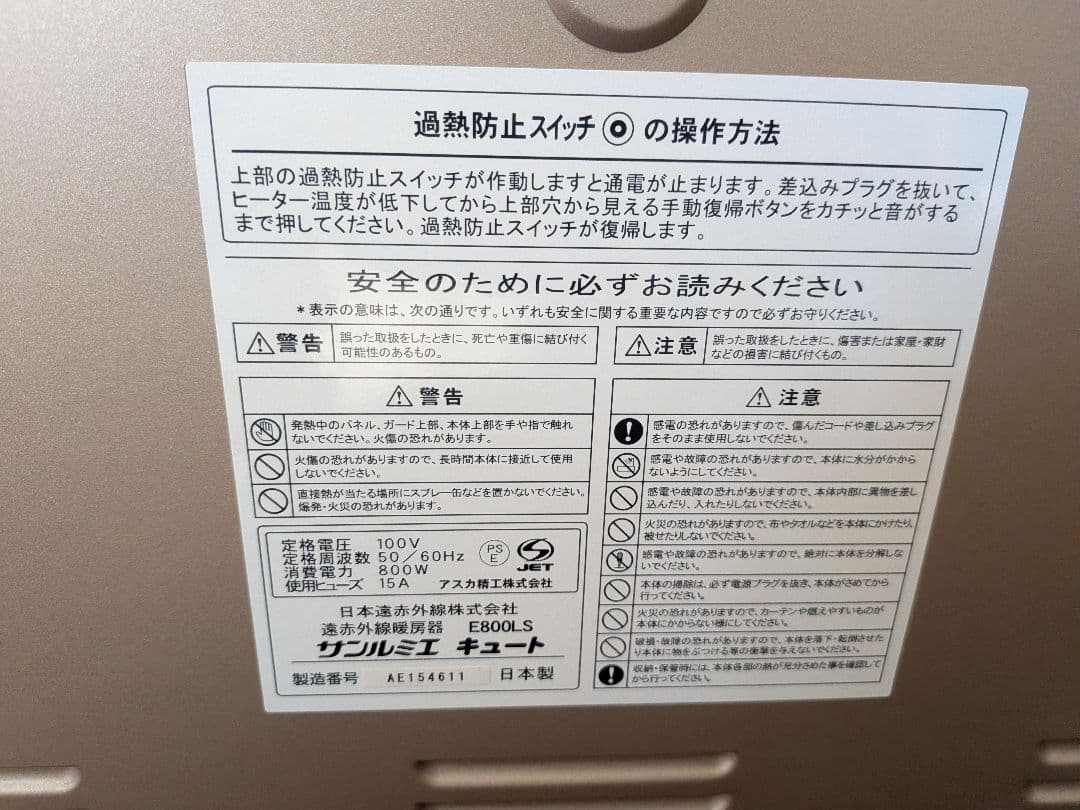 過熱防止スイッチ◎の操作方法
上部の過熱防止スイッチが作動しますと通電が止まります。差込みプラグを抜いて、
ヒーター温度が低下してから上部穴から見える手動復帰ボタンをカチッと音がする
まで押してください。過熱防止スイッチが復帰します。
安全のために必ずお読みください
*表示の意味は、次の通りです。いずれも安全に関する重要な内容ですので必ずお守りください。
警告
誤った取扱をしたときに、死亡や重傷に結び付く
可能性のあるもの。
注意
誤った取扱をしたときに、傷害または家屋・家財
などの損害に結び付くもの。
警告
発熱中のパネル、ガード上部、本体上部を手や指で触れ
ないでください。火傷の恐れがあります。
火傷の恐れがありますので、長時間本体に接近して使用
しないでください。
直接熱が当たる場所にスプレー缶などを置かないでください。
爆発・火災の恐れがあります。
定格電圧 100V
定格周波数 50/60Hz
消費電力 800W
使用ヒューズ 15A
PS
E
JET
アスカ精工株式会社
日本遠赤外線株式会社
遠赤外線暖房器 E800LS
サンルミエ キュート
製造番号 AE154611 日本製
注意
感電の恐れがありますので、傷んだコードや差し込みプラグ
をそのまま使用しないでください。
感電や故障の恐れがありますので、本体に水分がかから
ないようにしてください。
感電や故障の恐れがありますので、本体内部に異物を差し
込んだり、入れたりしないでください。
火災の恐れがありますので、布やタオルなどを本体にかけたり、
被せたりしないでください。
感電や故障の恐れがありますので、絶対に本体を分解しな
いでください。
本体の掃除は、必ず電源プラグを抜き、本体がさめてから
行ってください。
火災の恐れがありますので、カーテンや燃えやすいものが
本体にかからない様にしてください。
破損・故障の恐れがありますので、本体を落下・転倒させた
り本体に物をぶつける等の衝撃を与えないでください。
収納・保管時には、本体各部の熱が充分さめた事を確認して
から行ってください。